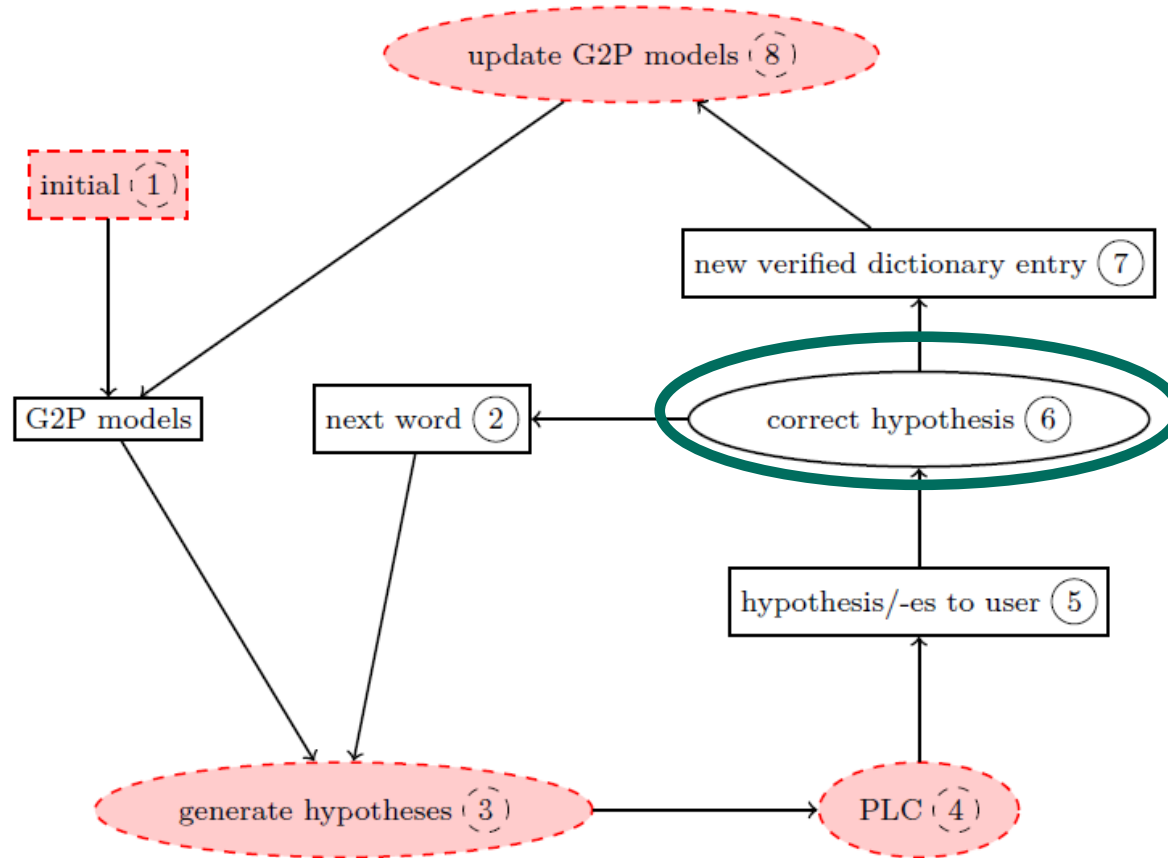 update G2P models 8
initial 1
new verified dictionary entry 7
G2P models
next word 2
correct hypothesis 6
hypothesis/-es to user 5
generate hypotheses 3
PLC 4